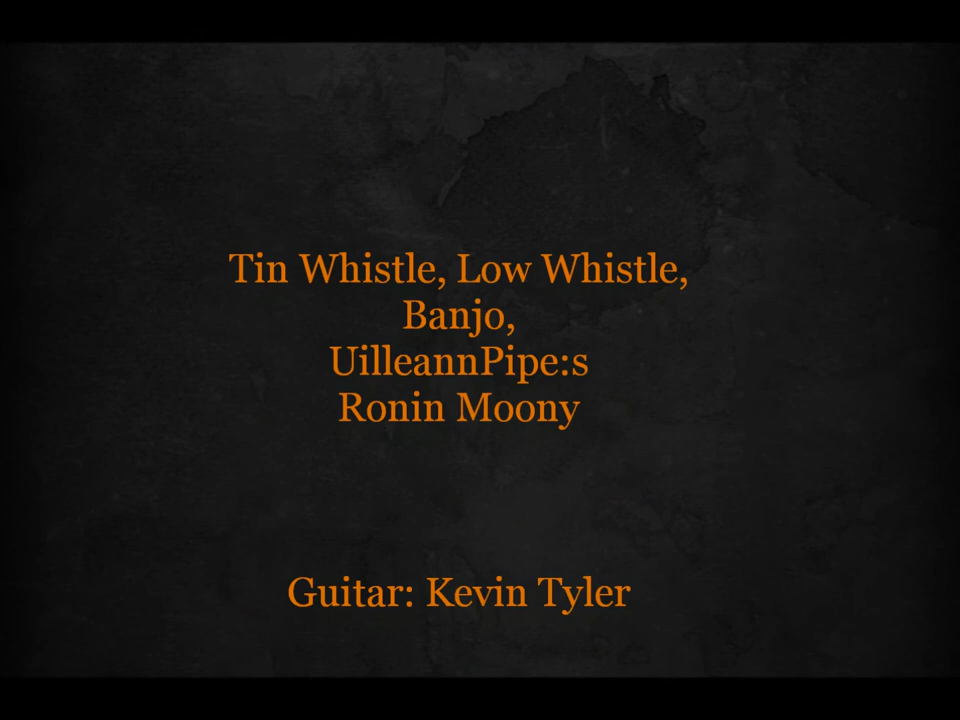 Tin Whistle, Low Whistle,
Banjo,
UilleannPipe:s
Ronin Moony
Guitar: Kevin Tyler